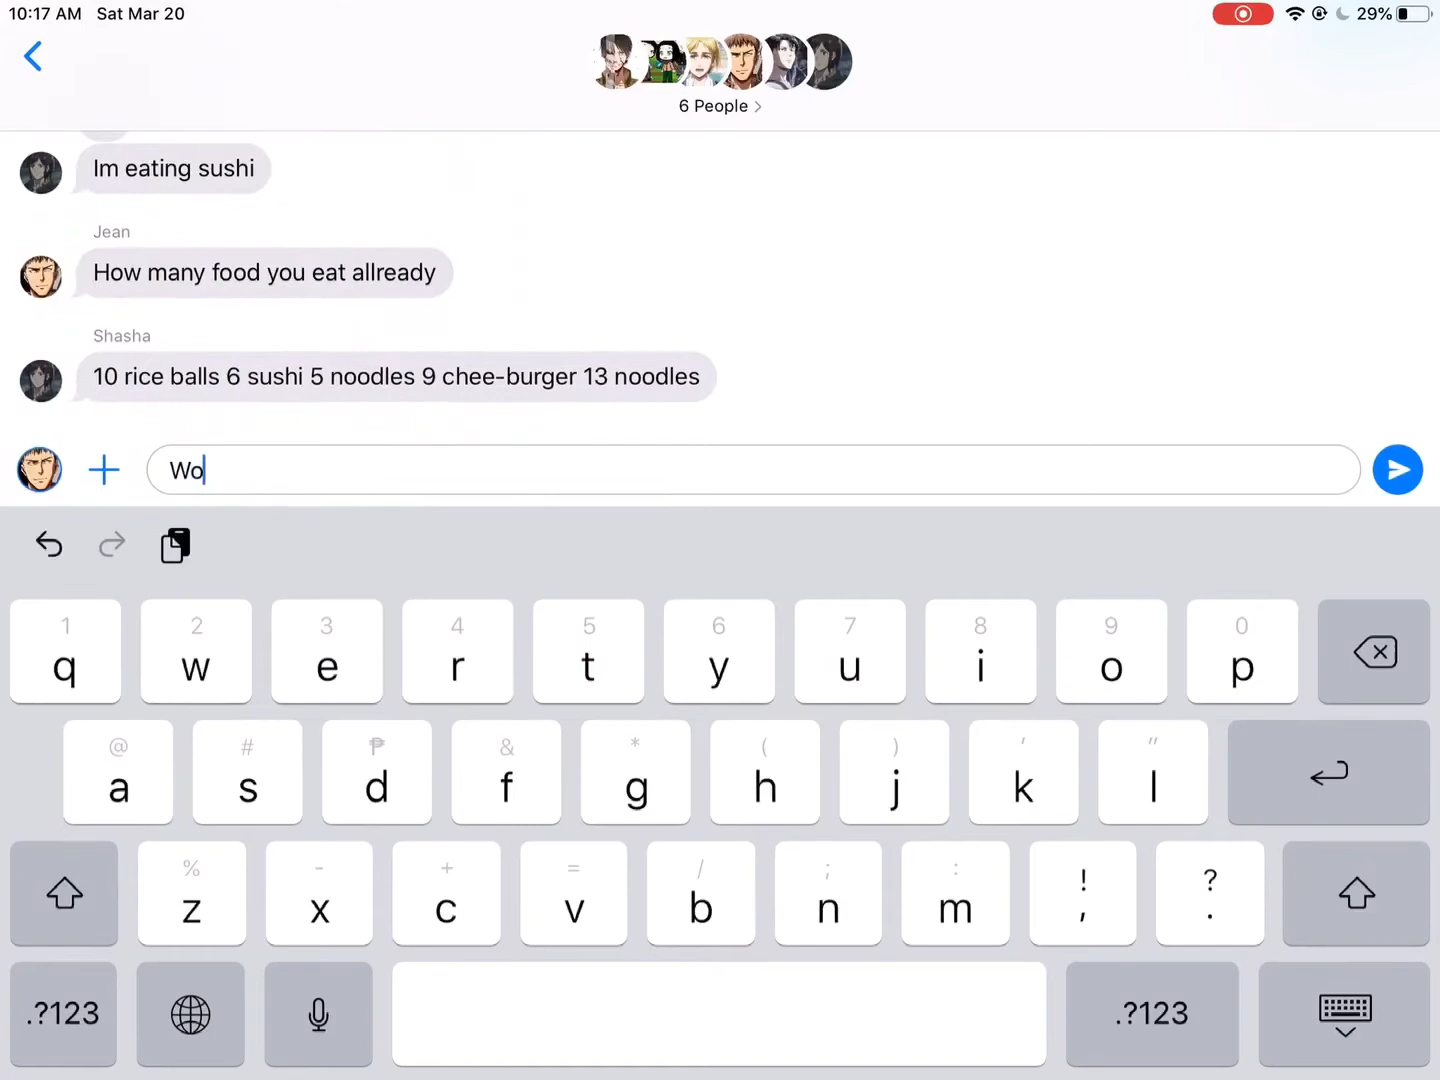 10:17 AM Sat Mar 20
29%
6 People >
Im eating sushi
Jean
How many food you eat allready
Shasha
10 rice balls 6 sushi 5 noodles 9 chee-burger 13 noodles
Wo
1 2 3 4 5 6 7 8 9 0
q w e r t y u i o p
@ # ₱ & * ( ) ' "
a s d f g h j k l
% - + = / ; : ! ?
z x c v b n m , .
.?123 .?123